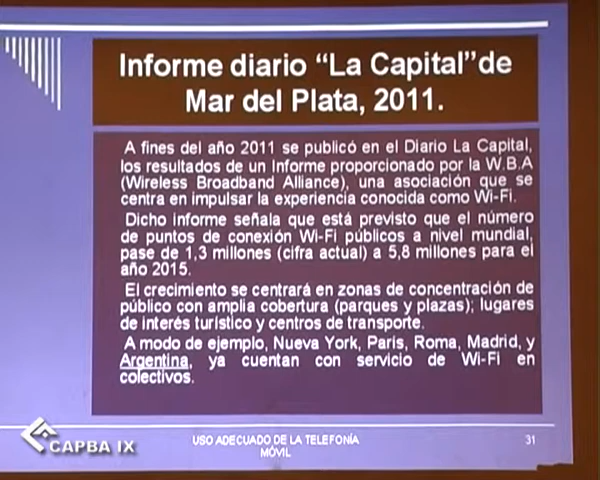 31
Informe diario “La Capital”de
Mar del Plata, 2011.
A fines del año 2011 se publicó en el Diario La Capital,
los resultados de un Informe proporcionado por la W.B.A
(Wireless Broadband Alliance), una asociación que se
centra en impulsar la experiencia conocida como Wi-Fi.
Dicho informe señala que está previsto que el número
de puntos de conexión Wi-Fi públicos a nivel mundial,
pase de 1,3 millones (cifra actual) a 5,8 millones para el
año 2015.
El crecimiento se centrará en zonas de concentración de
público con amplia cobertura (parques y plazas); lugares
de interés turístico y centros de transporte.
A modo de ejemplo, Nueva York, París, Roma, Madrid, y
Argentina, ya cuentan con servicio de Wi-Fi en
colectivos.
CAPBA IX
USO ADECUADO DE LA TELEFONÍA
MÓVIL
31